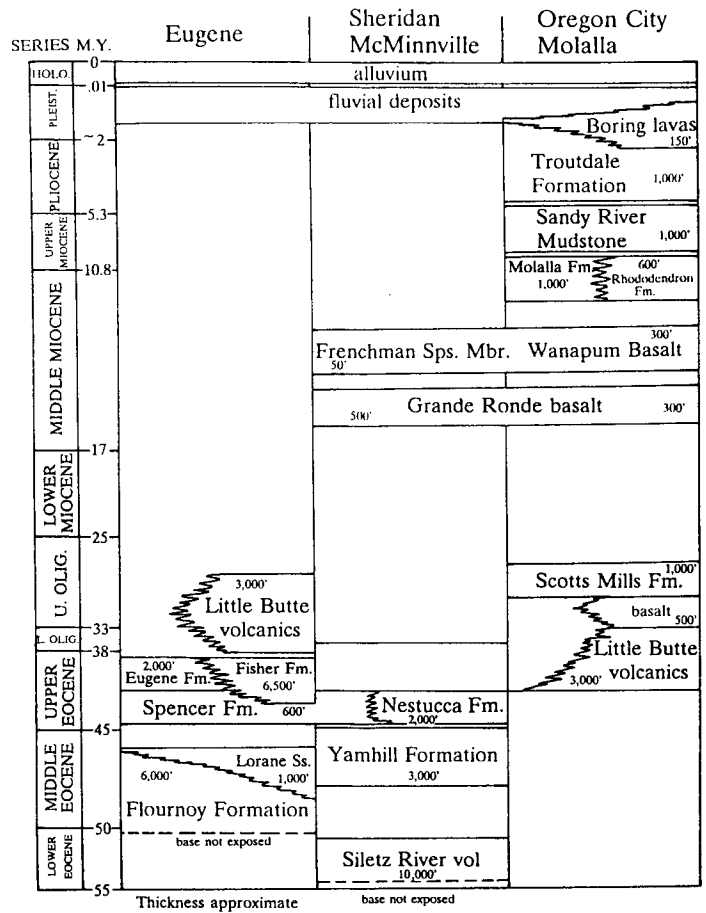 Eugene
Sheridan
McMinnville
Oregon City
Molalla
SERIES M.Y.
0
HOLO.
alluvium
.01
PLEIST.
fluvial deposits
Boring lavas
150'
~2
PLIOCENE
Troutdale
Formation
1,000'
5.3
UPPER
MIOCENE
Sandy River
Mudstone
1,000'
10.8
Molalla Fm.
1,000'
600'
Rhododendron
Fm.
MIDDLE MIOCENE
300'
Frenchman Sps. Mbr. Wanapum Basalt
50'
Grande Ronde basalt
500'
300'
17
LOWER
MIOCENE
25
U. OLIG.
1,000'
Scotts Mills Fm.
3,000'
Little Butte
volcanics
basalt
500'
33
L. OLIG.
38
Little Butte
volcanics
3,000'
UPPER
EOCENE
2,000'
Eugene Fm.
Fisher Fm.
6,500'
Spencer Fm.
600'
Nestucca Fm.
2,000'
45
MIDDLE
EOCENE
Lorane Ss.
6,000'
1,000'
Yamhill Formation
3,000'
Flournoy Formation
50
base not exposed
LOWER
EOCENE
Siletz River vol
10,000'
55
Thickness approximate
base not exposed